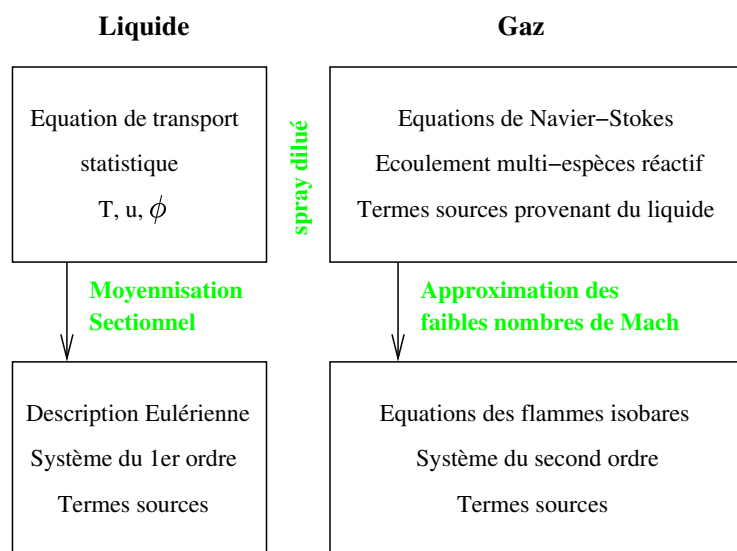 Liquide
Gaz
Equation de transport
statistique
T, u, ϕ
spray dilué
Equations de Navier−Stokes
Ecoulement multi−espèces réactif
Termes sources provenant du liquide
Moyennisation
Sectionnel
Approximation des
faibles nombres de Mach
Description Eulérienne
Système du 1er ordre
Termes sources
Equations des flammes isobares
Système du second ordre
Termes sources